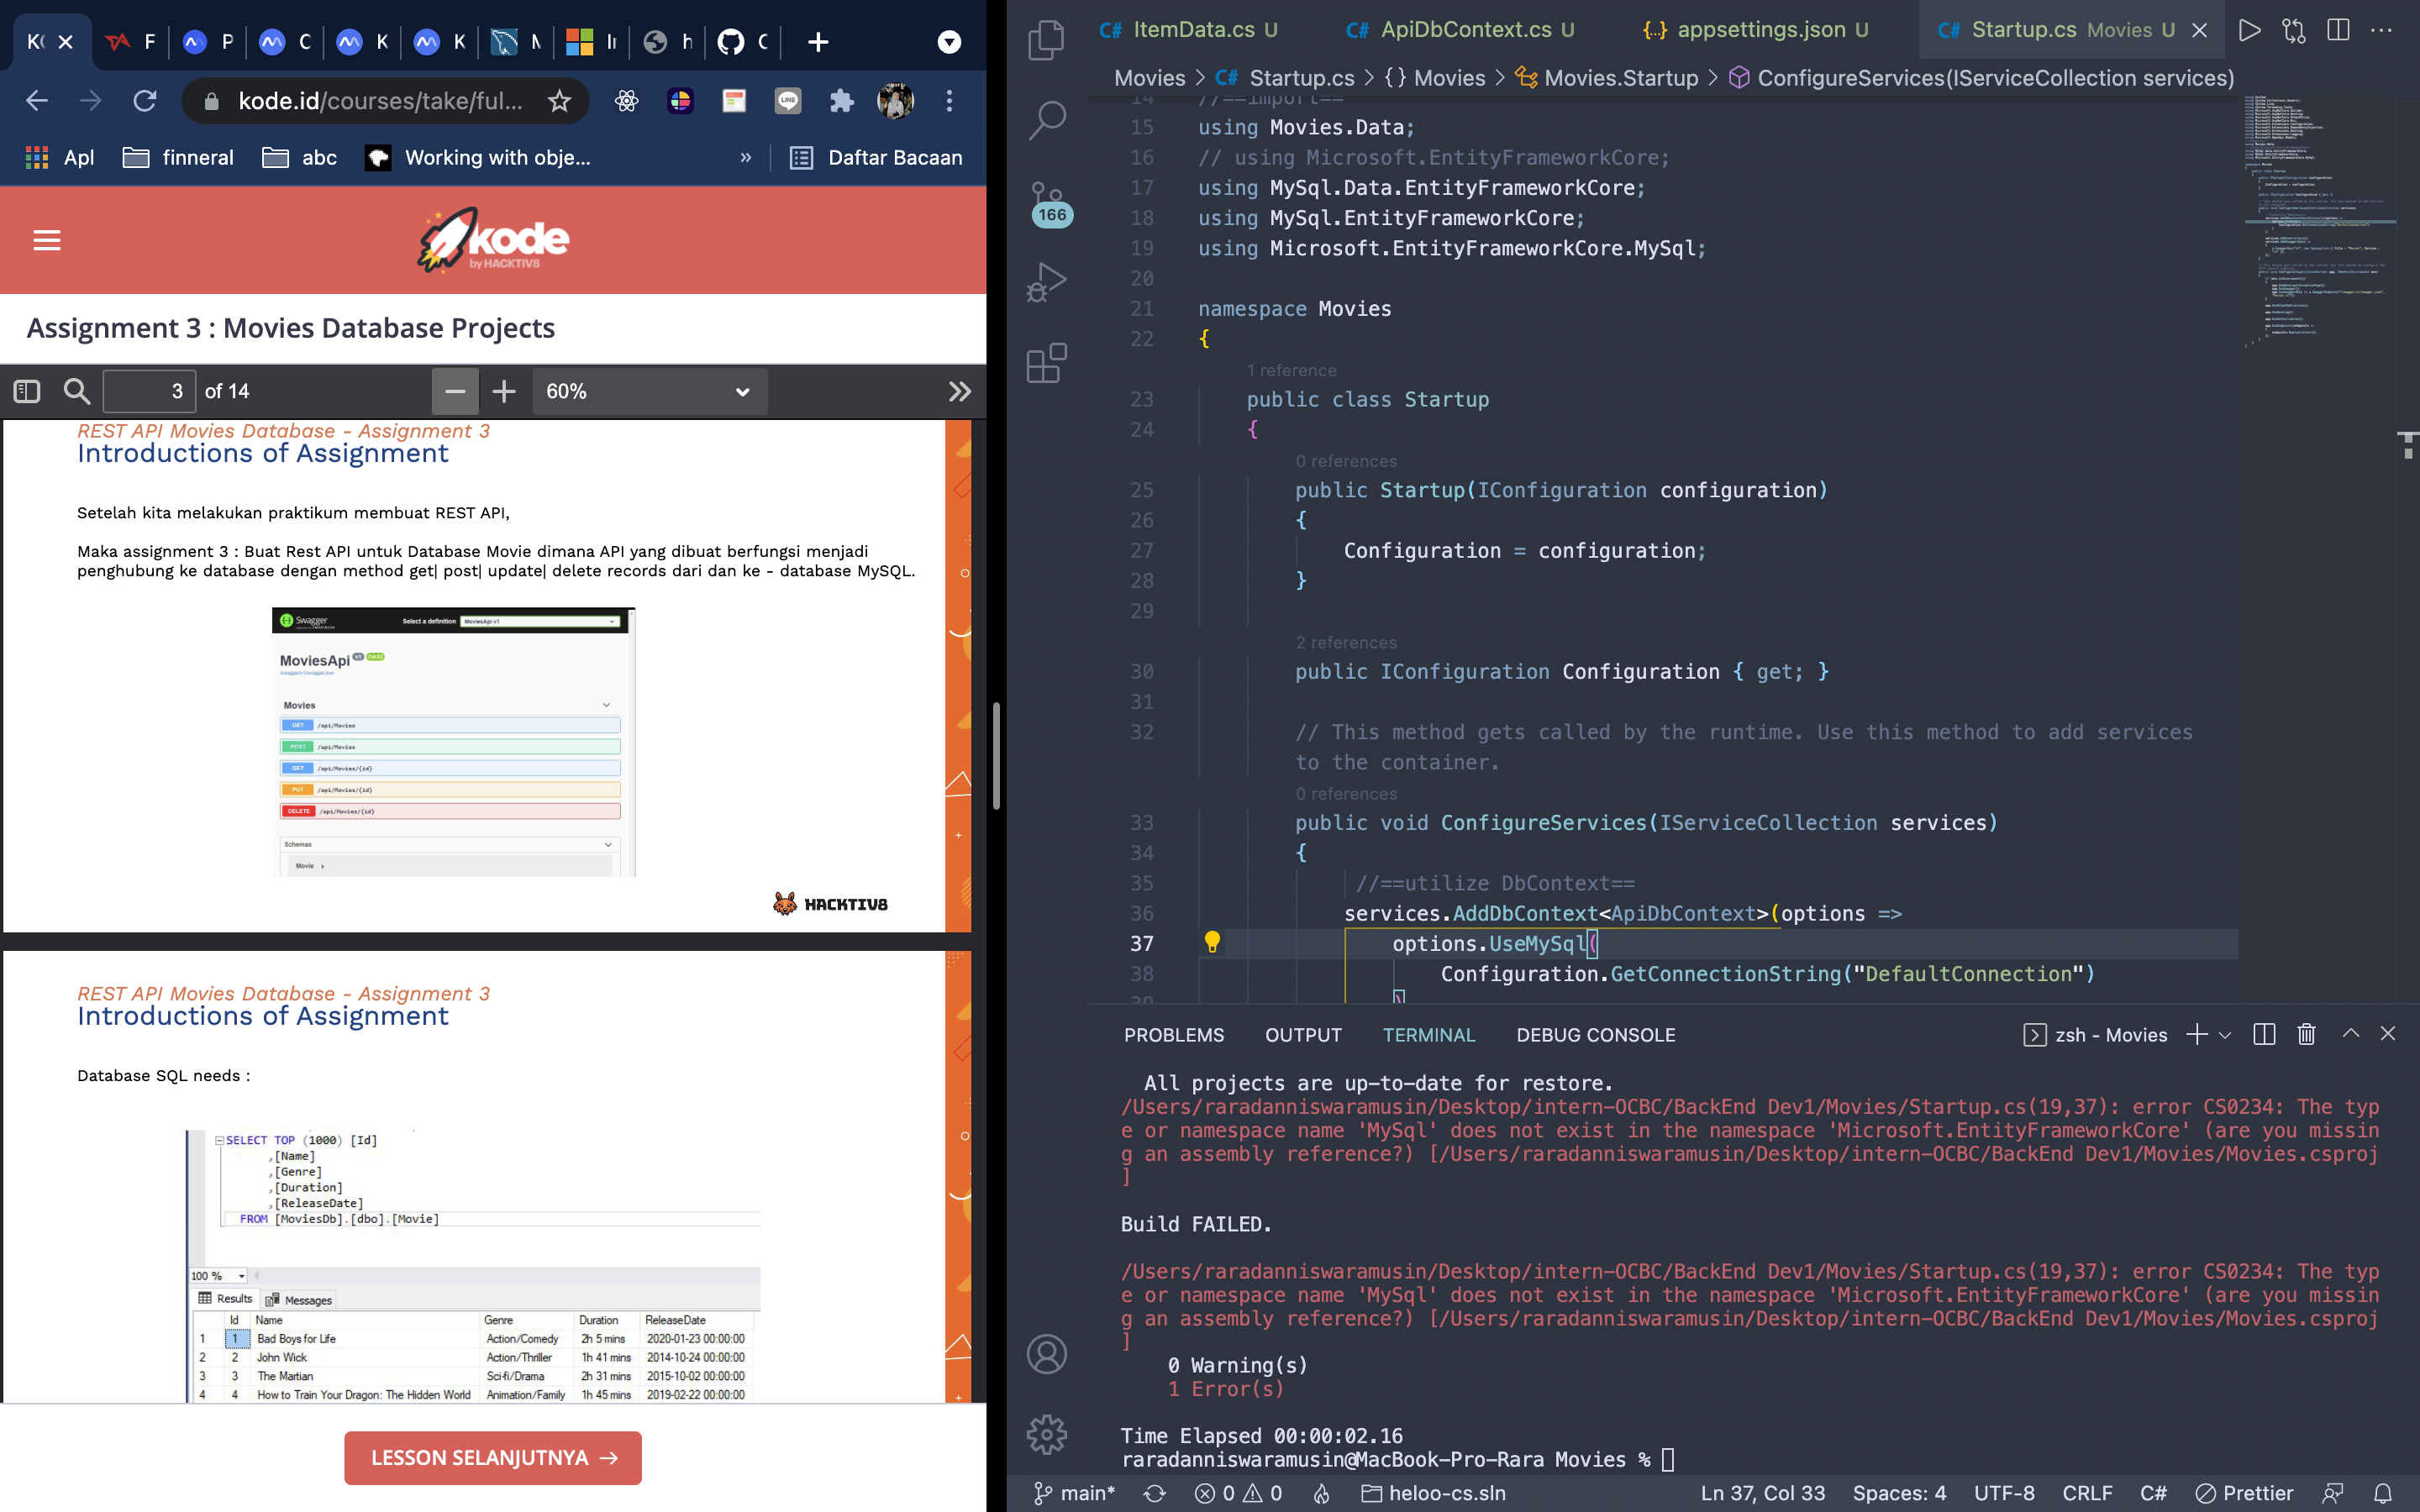 K
F
P
C
K
K
M
Ir
h
C
kode.id/courses/take/ful...
Apl
finneral
abc
Working with obje...
»
Daftar Bacaan
kode
by HACKTIV8
Assignment 3 : Movies Database Projects
3 of 14
60%
REST API Movies Database - Assignment 3
Introductions of Assignment
Setelah kita melakukan praktikum membuat REST API,
Maka assignment 3 : Buat Rest API untuk Database Movie dimana API yang dibuat berfungsi menjadi
penghubung ke database dengan method get| post| update| delete records dari dan ke - database MySQL.
Swagger
Select a definition MoviesApi v1
MoviesApi v1 OAS3
Movies
GET /api/Movies
POST /api/Movies
GET /api/Movies/{id}
PUT /api/Movies/{id}
DELETE /api/Movies/{id}
Schemas
Movie >
HACKTIV8
REST API Movies Database - Assignment 3
Introductions of Assignment
Database SQL needs :
SELECT TOP (1000) [Id]
,[Name]
,[Genre]
,[Duration]
,[ReleaseDate]
FROM [MoviesDb].[dbo].[Movie]
100 %
Results Messages
Id Name Genre Duration ReleaseDate
1 1 Bad Boys for Life Action/Comedy 2h 5 mins 2020-01-23 00:00:00
2 2 John Wick Action/Thriller 1h 41 mins 2014-10-24 00:00:00
3 3 The Martian Sci-fi/Drama 2h 31 mins 2015-10-02 00:00:00
4 4 How to Train Your Dragon: The Hidden World Animation/Family 1h 45 mins 2019-02-22 00:00:00
LESSON SELANJUTNYA →
C# ItemData.cs U
C# ApiDbContext.cs U
{..} appsettings.json U
C# Startup.cs Movies U
Movies > C# Startup.cs > {} Movies > Movies.Startup > ConfigureServices(IServiceCollection services)
166
14 //==import==
15 using Movies.Data;
16 // using Microsoft.EntityFrameworkCore;
17 using MySql.Data.EntityFrameworkCore;
18 using MySql.EntityFrameworkCore;
19 using Microsoft.EntityFrameworkCore.MySql;
20
21 namespace Movies
22 {
1 reference
23 public class Startup
24 {
0 references
25 public Startup(IConfiguration configuration)
26 {
27 Configuration = configuration;
28 }
29
2 references
30 public IConfiguration Configuration { get; }
31
32 // This method gets called by the runtime. Use this method to add services
to the container.
0 references
33 public void ConfigureServices(IServiceCollection services)
34 {
35 //==utilize DbContext==
36 services.AddDbContext<ApiDbContext>(options =>
37 options.UseMySql(
38 Configuration.GetConnectionString("DefaultConnection")
39 )
PROBLEMS OUTPUT TERMINAL DEBUG CONSOLE
zsh - Movies
All projects are up-to-date for restore.
/Users/raradanniswaramusin/Desktop/intern-OCBC/BackEnd Dev1/Movies/Startup.cs(19,37): error CS0234: The typ
e or namespace name 'MySql' does not exist in the namespace 'Microsoft.EntityFrameworkCore' (are you missin
g an assembly reference?) [/Users/raradanniswaramusin/Desktop/intern-OCBC/BackEnd Dev1/Movies/Movies.csproj
]
Build FAILED.
/Users/raradanniswaramusin/Desktop/intern-OCBC/BackEnd Dev1/Movies/Startup.cs(19,37): error CS0234: The typ
e or namespace name 'MySql' does not exist in the namespace 'Microsoft.EntityFrameworkCore' (are you missin
g an assembly reference?) [/Users/raradanniswaramusin/Desktop/intern-OCBC/BackEnd Dev1/Movies/Movies.csproj
]
0 Warning(s)
1 Error(s)
Time Elapsed 00:00:02.16
raradanniswaramusin@MacBook-Pro-Rara Movies %
main* 0 0 heloo-cs.sln Ln 37, Col 33 Spaces: 4 UTF-8 CRLF C# Prettier